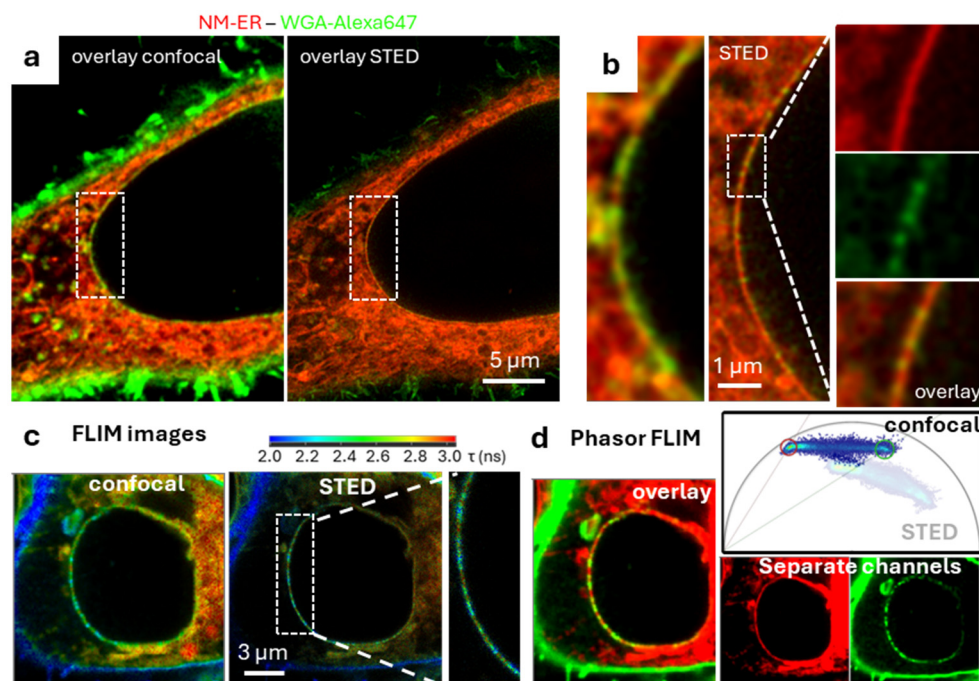 NM-ER – WGA-Alexa647
a
overlay confocal
overlay STED
5 µm
b
STED
1 µm
overlay
c
FLIM images
2.0 2.2 2.4 2.6 2.8 3.0 τ (ns)
confocal
STED
3 µm
d
Phasor FLIM
overlay
confocal
STED
Separate channels